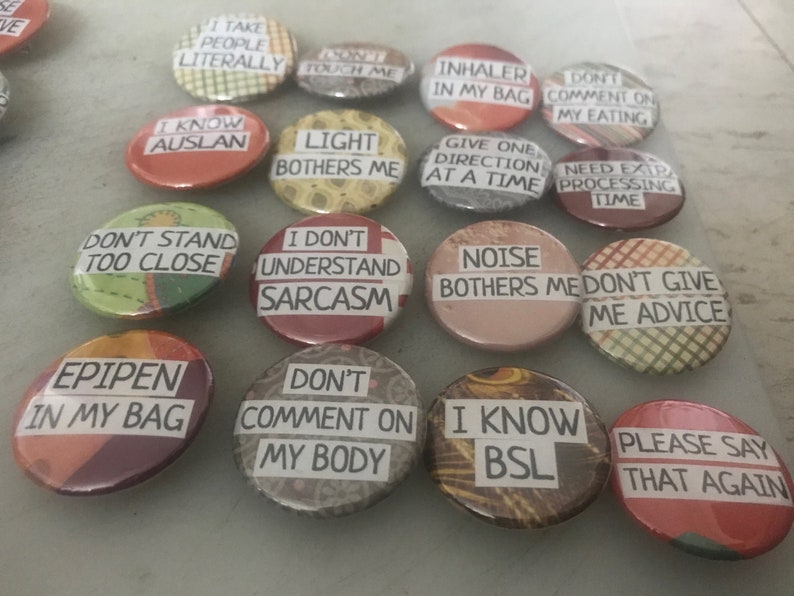 SE
IVE
I TAKE
PEOPLE
LITERALLY
DON'T
TOUCH ME
INHALER
IN MY BAG
DON'T
COMMENT ON
MY EATING
I KNOW
AUSLAN
LIGHT
BOTHERS ME
GIVE ONE
DIRECTION
AT A TIME
NEED EXTRA
PROCESSING
TIME
DON'T STAND
TOO CLOSE
I DON'T
UNDERSTAND
SARCASM
NOISE
BOTHERS ME
DON'T GIVE
ME ADVICE
EPIPEN
IN MY BAG
DON'T
COMMENT ON
MY BODY
I KNOW
BSL
PLEASE SAY
THAT AGAIN